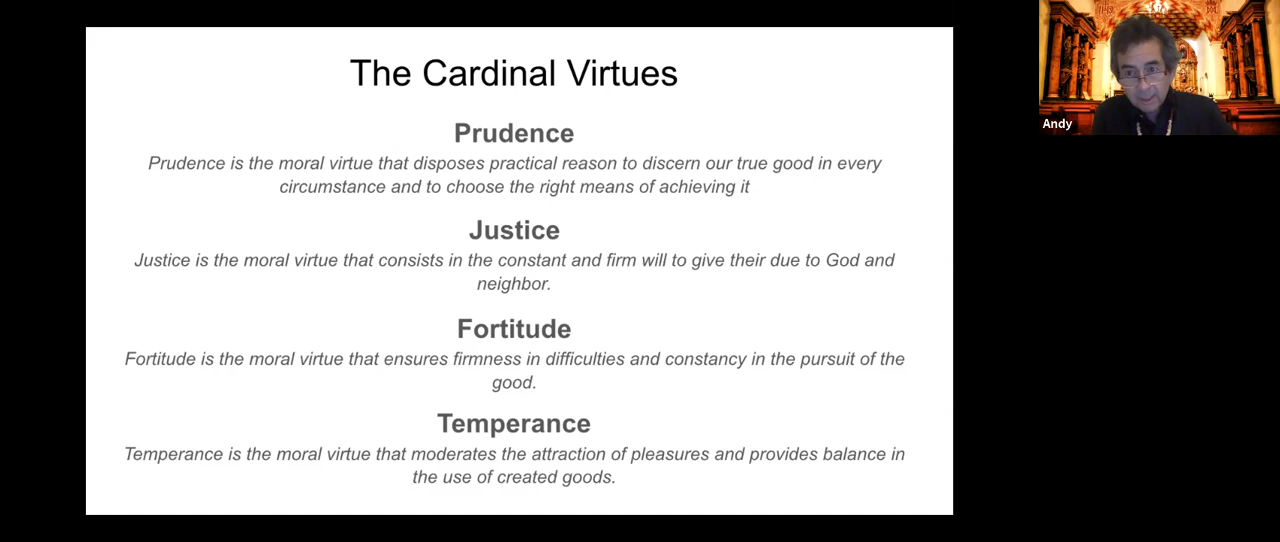 The Cardinal Virtues
Prudence
Prudence is the moral virtue that disposes practical reason to discern our true good in every
circumstance and to choose the right means of achieving it
Justice
Justice is the moral virtue that consists in the constant and firm will to give their due to God and
neighbor.
Fortitude
Fortitude is the moral virtue that ensures firmness in difficulties and constancy in the pursuit of the
good.
Temperance
Temperance is the moral virtue that moderates the attraction of pleasures and provides balance in
the use of created goods.
Andy